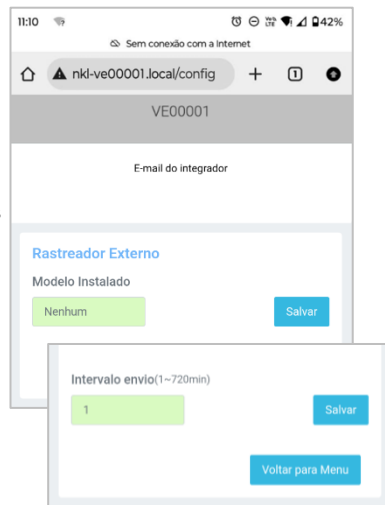 11:10 42%
Sem conexão com a Internet
nkl-ve00001.local/config + 1
VE00001
E-mail do integrador
Rastreador Externo
Modelo Instalado
Nenhum Salvar
Intervalo envio(1~720min)
1 Salvar
Voltar para Menu